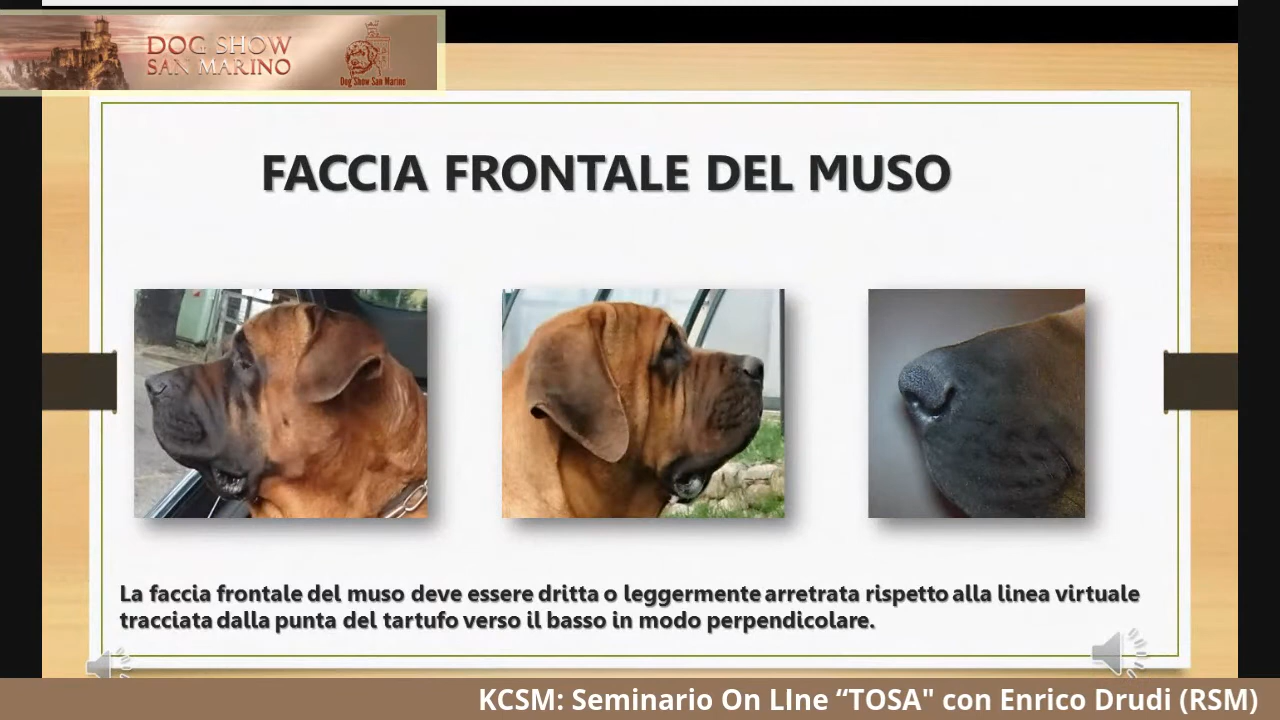 DOG SHOW
SAN MARINO
Dog Show San Marino
FACCIA FRONTALE DEL MUSO
La faccia frontale del muso deve essere dritta o leggermente arretrata rispetto alla linea virtuale
tracciata dalla punta del tartufo verso il basso in modo perpendicolare.
KCSM: Seminario On LIne “TOSA" con Enrico Drudi (RSM)